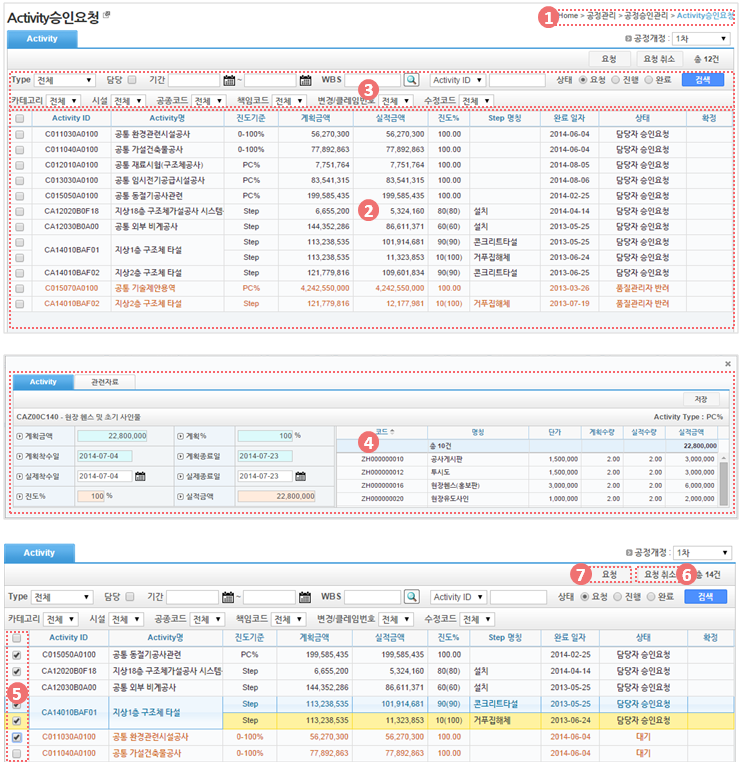 Activity승인요청
1
Home > 공정관리 > 공정승인관리 > Activity승인요청
Activity
공정개정 : 1차
요청 요청 취소 총 12건
Type 전체 담당 기간 ~ WBS Activity ID 상태 요청 진행 완료 검색
3
카테고리 전체 시설 전체 공종코드 전체 책임코드 전체 변경/클레임번호 전체 수정코드 전체
Activity ID Activity명 진도기준 계획금액 실적금액 진도% Step 명칭 완료 일자 상태 확정
C011030A0100 공통 환경관련시설공사 0-100% 56,270,300 56,270,300 100.00 2014-06-04 담당자 승인요청
C011040A0100 공통 가설건축물공사 0-100% 77,892,863 77,892,863 100.00 2014-06-04 담당자 승인요청
C012010A0100 공통 재료시험(구조체공사) PC% 7,751,764 7,751,764 100.00 2014-08-05 담당자 승인요청
C013030A0100 공통 임시전기공급시설공사 PC% 83,541,315 83,541,315 100.00 2014-08-06 담당자 승인요청
C015050A0100 공통 동절기공사관련 PC% 199,585,435 199,585,435 100.00 2014-02-25 담당자 승인요청
CA12020B0F18 지상18층 구조체가설공사 시스템- Step 6,655,200 2 5,324,160 80(80) 설치 2014-04-14 담당자 승인요청
CA12030B0A00 공통 외부 비계공사 Step 144,352,286 86,611,371 60(60) 설치 2013-05-25 담당자 승인요청
CA14010BAF01 지상1층 구조체 타설 Step 113,238,535 101,914,681 90(90) 콘크리트타설 2013-05-25 담당자 승인요청
Step 113,238,535 11,323,853 10(100) 거푸집해체 2013-06-24 담당자 승인요청
CA14010BAF02 지상2층 구조체 타설 Step 121,779,816 109,601,834 90(90) 콘크리트타설 2013-06-25 담당자 승인요청
C015070A0100 공통 기술제안용역 PC% 4,242,550,000 4,242,550,000 100.00 2013-03-26 품질관리자 반려
CA14010BAF02 지상2층 구조체 타설 Step 121,779,816 12,177,981 10(100) 거푸집해체 2013-07-19 품질관리자 반려
Activity 관련자료
저장
CAZ00C140 - 현장 휀스 및 초기 사인물 Activity Type : PC%
계획금액 22,800,000 계획% 100 %
계획착수일 2014-07-04 계획종료일 2014-07-23
실제착수일 2014-07-04 실제종료일 2014-07-23
진도% 100 % 실적금액 22,800,000
4
코드 명칭 단가 계획수량 실적수량 실적금액
총 10건 22,800,000
ZH000000010 공사게시판 1,500,000 2.00 2.00 3,000,000
ZH000000012 투시도 1,500,000 2.00 2.00 3,000,000
ZH000000016 현장휀스(홍보판) 3,000,000 2.00 2.00 6,000,000
ZH000000020 현장유도사인 1,000,000 2.00 2.00 2,000,000
Activity
공정개정 : 1차
7 요청 요청 취소 6 총 14건
Type 전체 담당 기간 ~ WBS Activity ID 상태 요청 진행 완료 검색
카테고리 전체 시설 전체 공종코드 전체 책임코드 전체 변경/클레임번호 전체 수정코드 전체
Activity ID Activity명 진도기준 계획금액 실적금액 진도% Step 명칭 완료 일자 상태 확정
C015050A0100 공통 동절기공사관련 PC% 199,585,435 199,585,435 100.00 2014-02-25 담당자 승인요청
CA12020B0F18 지상18층 구조체가설공사 시스템- Step 6,655,200 5,324,160 80(80) 설치 2014-04-14 담당자 승인요청
5
CA12030B0A00 공통 외부 비계공사 Step 144,352,286 86,611,371 60(60) 설치 2013-05-25 담당자 승인요청
CA14010BAF01 지상1층 구조체 타설 Step 113,238,535 101,914,681 90(90) 콘크리트타설 2013-05-25 담당자 승인요청
Step 113,238,535 11,323,853 10(100) 거푸집해체 2013-06-24 담당자 승인요청
C011030A0100 공통 환경관련시설공사 0-100% 56,270,300 56,270,300 100.00 2014-06-04 대기
C011040A0100 공통 가설건축물공사 0-100% 77,892,863 77,892,863 100.00 2014-06-04 대기